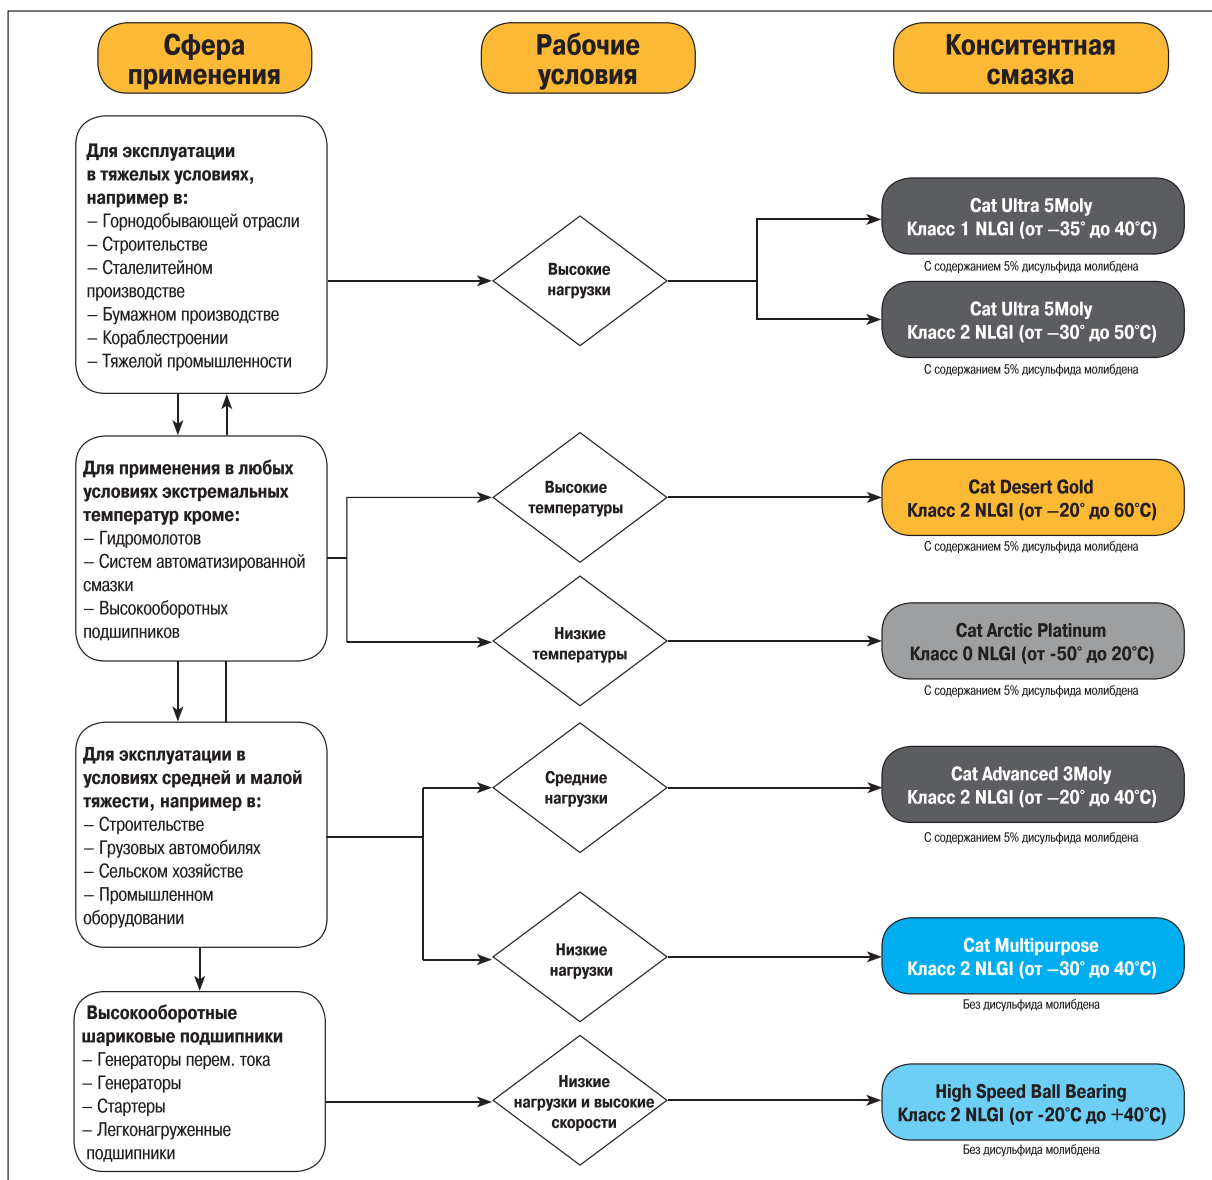 Сфера
применения
Рабочие
условия
Конситентная
смазка
Для эксплуатации
в тяжелых условиях,
например в:
– Горнодобывающей отрасли
– Строительстве
– Сталелитейном
производстве
– Бумажном производстве
– Кораблестроении
– Тяжелой промышленности
Высокие
нагрузки
Cat Ultra 5Moly
Класс 1 NLGI (от –35˚ до 40˚C)
С содержанием 5% дисульфида молибдена
Cat Ultra 5Moly
Класс 2 NLGI (от –30˚ до 50˚C)
С содержанием 5% дисульфида молибдена
Для применения в любых
условиях экстремальных
температур кроме:
– Гидромолотов
– Систем автоматизированной
смазки
– Высокооборотных
подшипников
Высокие
температуры
Cat Desert Gold
Класс 2 NLGI (от –20˚ до 60˚C)
С содержанием 5% дисульфида молибдена
Низкие
температуры
Cat Arctic Platinum
Класс 0 NLGI (от -50˚ до 20˚C)
С содержанием 5% дисульфида молибдена
Для эксплуатации в
условиях средней и малой
тяжести, например в:
– Строительстве
– Грузовых автомобилях
– Сельском хозяйстве
– Промышленном
оборудовании
Средние
нагрузки
Cat Advanced 3Moly
Класс 2 NLGI (от –20˚ до 40˚C)
С содержанием 5% дисульфида молибдена
Низкие
нагрузки
Cat Multipurpose
Класс 2 NLGI (от –30˚ до 40˚C)
Без дисульфида молибдена
Высокооборотные
шариковые подшипники
– Генераторы перем. тока
– Генераторы
– Стартеры
– Легконагруженные
подшипники
Низкие
нагрузки и высокие
скорости
High Speed Ball Bearing
Класс 2 NLGI (от -20˚C до +40˚C)
Без дисульфида молибдена